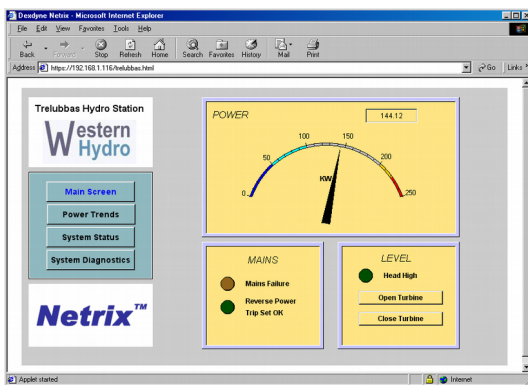 Dexdyne Netrix - Microsoft Internet Explorer
File Edit View Favorites Tools Help
Back Forward Stop Refresh Home Search Favorites History Mail Print
Address https://192.168.1.116/trelubbas.html Go Links
Trelubbas Hydro Station
Western
Hydro
Main Screen
Power Trends
System Status
System Diagnostics
Netrix™
POWER
144.12
0 50 100 150 200 250
KW
MAINS
Mains Failure
Reverse Power
Trip Set OK
LEVEL
Head High
Open Turbine
Close Turbine
Applet started
Internet